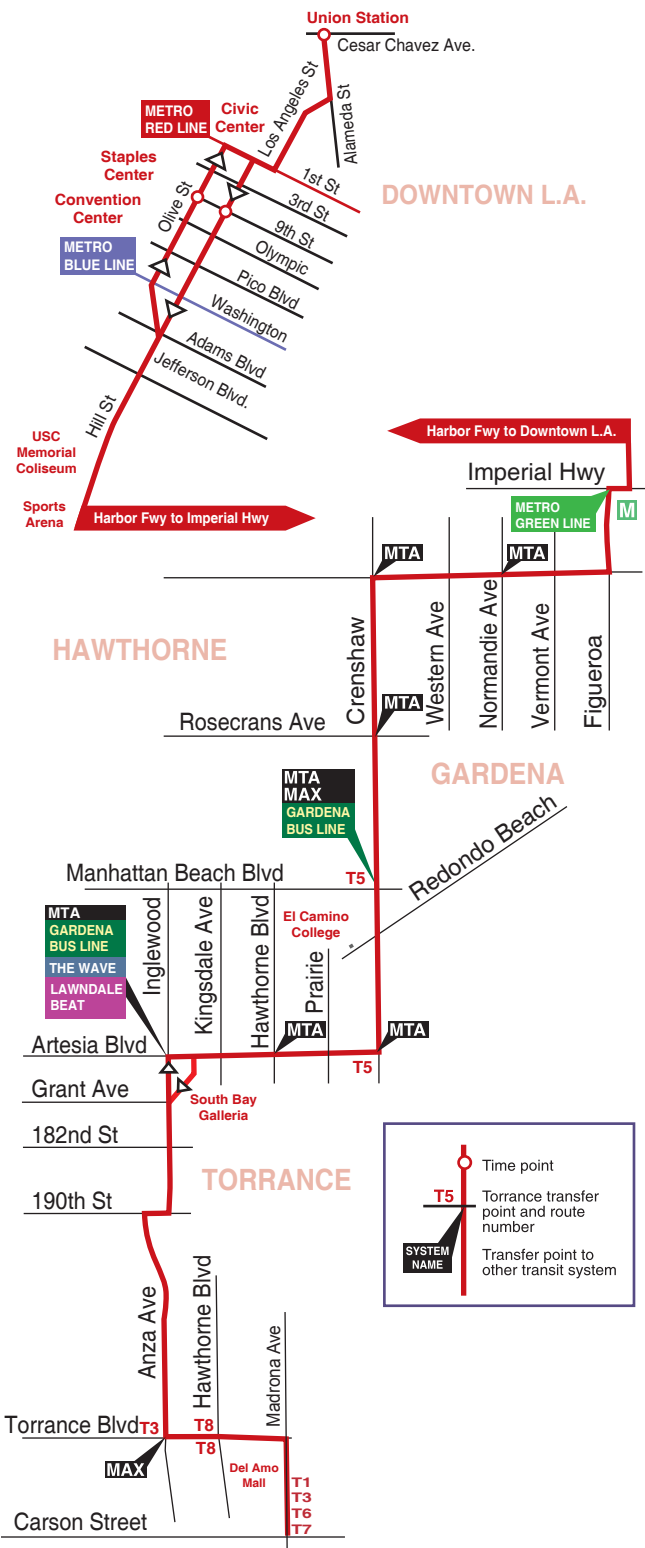 Union Station
Cesar Chavez Ave.
METRO
RED LINE
Civic
Center
Los Angeles St
Alameda St
Staples
Center
1st St
DOWNTOWN L.A.
Convention
Center
Olive St
3rd St
9th St
METRO
BLUE LINE
Olympic
Pico Blvd
Washington
Adams Blvd
Jefferson Blvd.
Hill St
USC
Memorial
Coliseum
Harbor Fwy to Downtown L.A.
Imperial Hwy
Sports
Arena
Harbor Fwy to Imperial Hwy
METRO
GREEN LINE
M
MTA
MTA
HAWTHORNE
Crenshaw
Western Ave
Normandie Ave
Vermont Ave
Figueroa
MTA
Rosecrans Ave
GARDENA
MTA
MAX
GARDENA
BUS LINE
Redondo Beach
Manhattan Beach Blvd
T5
MTA
GARDENA
BUS LINE
THE WAVE
LAWNDALE
BEAT
Inglewood
Kingsdale Ave
Hawthorne Blvd
El Camino
College
Prairie
MTA
MTA
Artesia Blvd
T5
Grant Ave
South Bay
Galleria
182nd St
TORRANCE
190th St
Time point
T5
Torrance transfer
point and route
number
SYSTEM
NAME
Transfer point to
other transit system
Anza Ave
Hawthorne Blvd
Madrona Ave
Torrance Blvd
T3
T8
T8
MAX
Del Amo
Mall
T1
T3
T6
T7
Carson Street